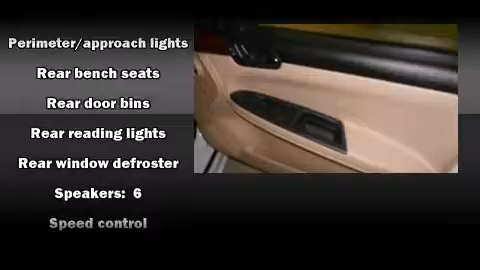 Perimeter/approach lights
Rear bench seats
Rear door bins
Rear reading lights
Rear window defroster
Speakers: 6
Speed control